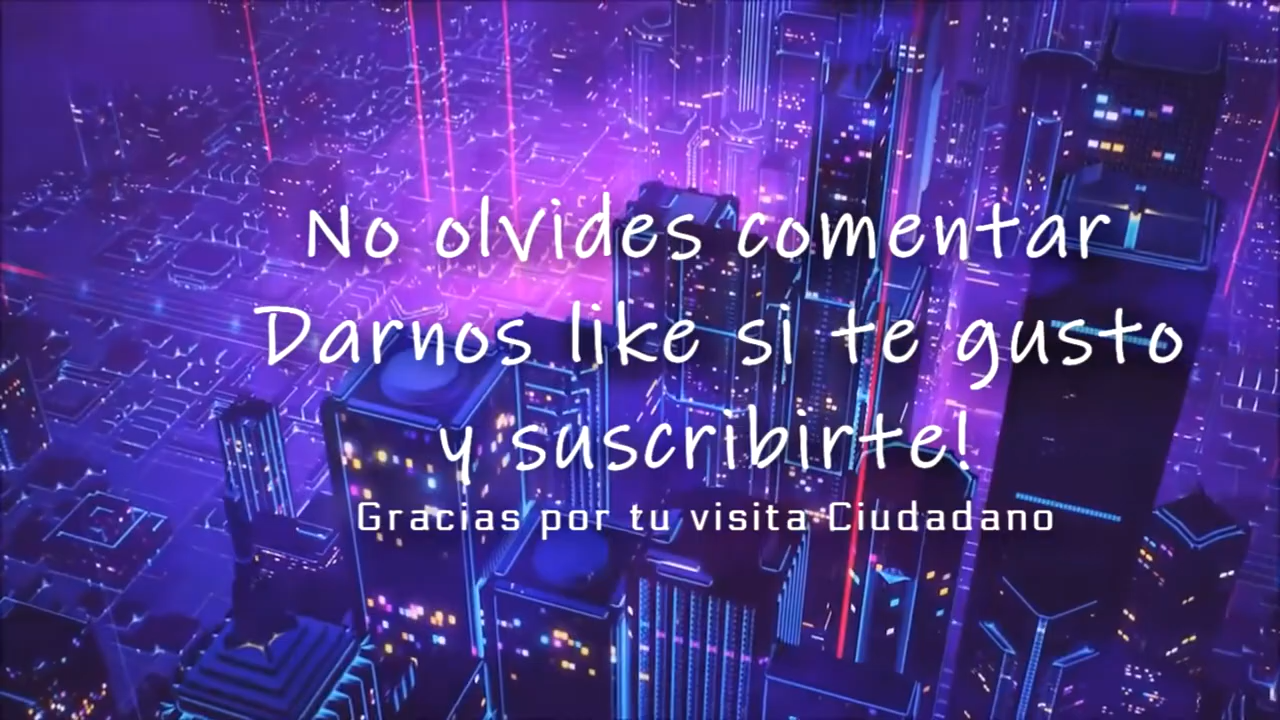 No olvides comentar
Darnos like si te gusto
y suscribirte!
Gracias por tu visita Ciudadano